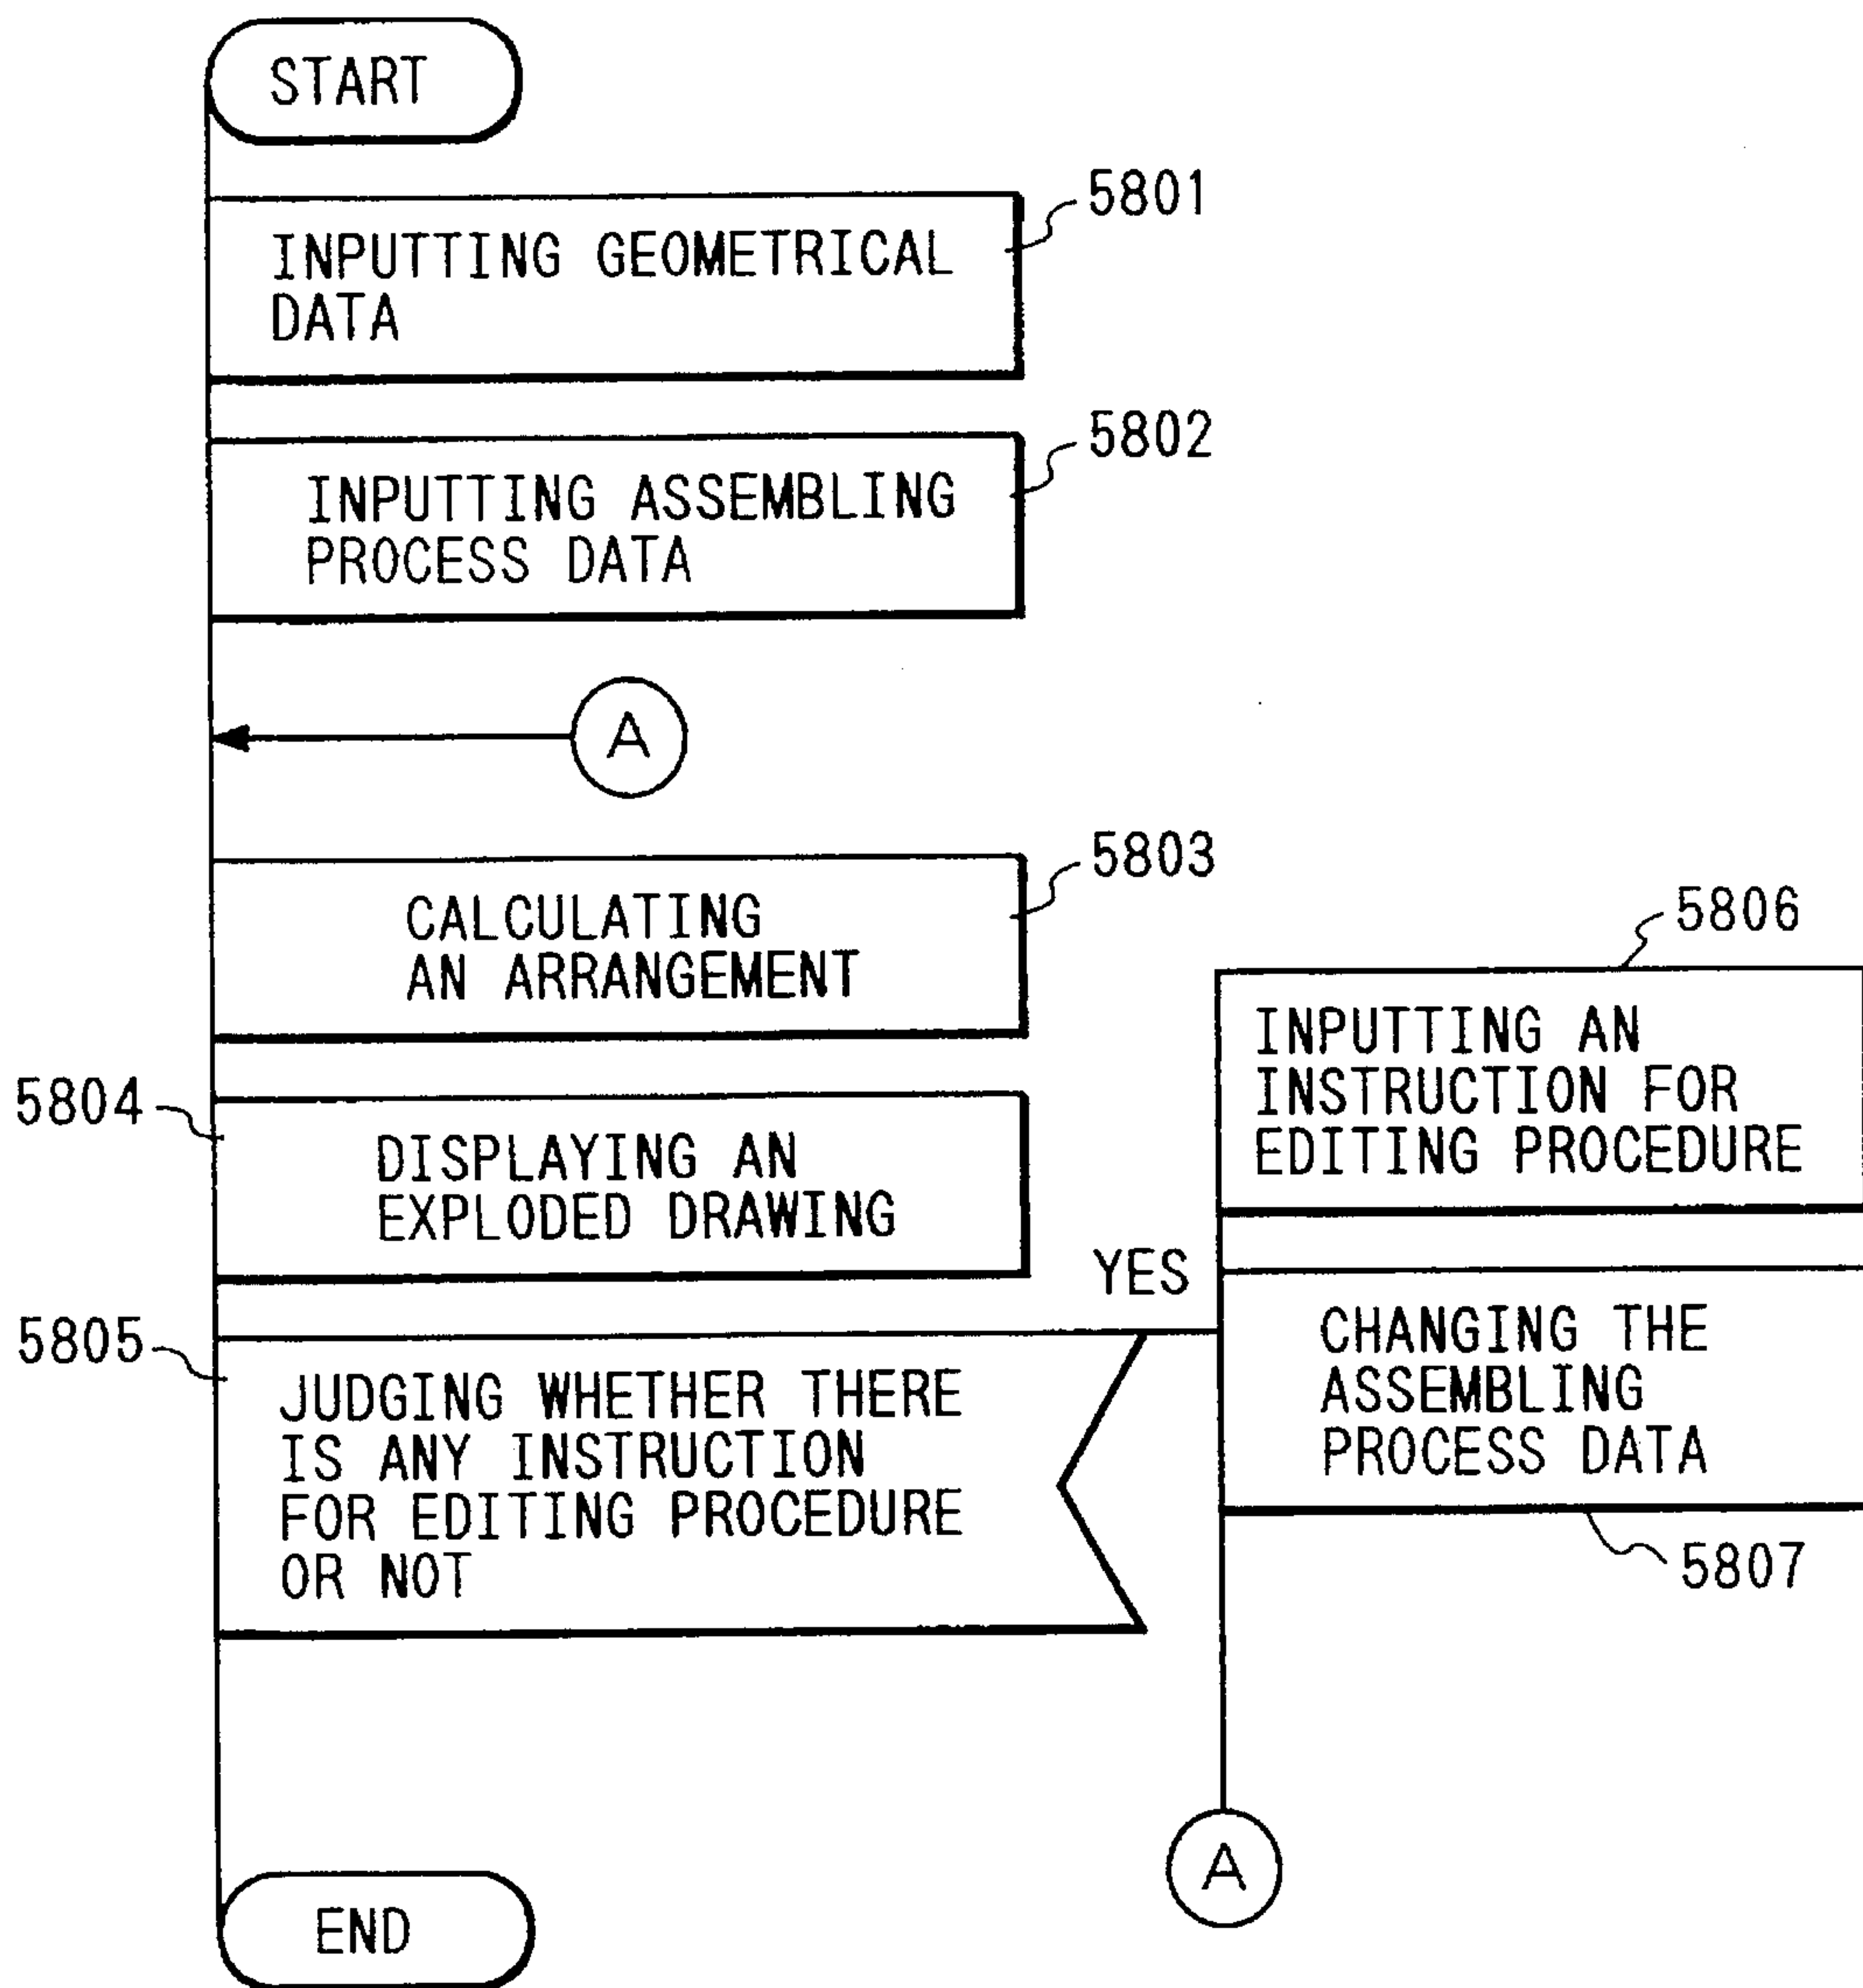 START
5801
INPUTTING GEOMETRICAL
DATA
5802
INPUTTING ASSEMBLING
PROCESS DATA
A
5803
CALCULATING
AN ARRANGEMENT
5804
DISPLAYING AN
EXPLODED DRAWING
5805
JUDGING WHETHER THERE
IS ANY INSTRUCTION
FOR EDITING PROCEDURE
OR NOT
YES
5806
INPUTTING AN
INSTRUCTION FOR
EDITING PROCEDURE
CHANGING THE
ASSEMBLING
PROCESS DATA
5807
A
END